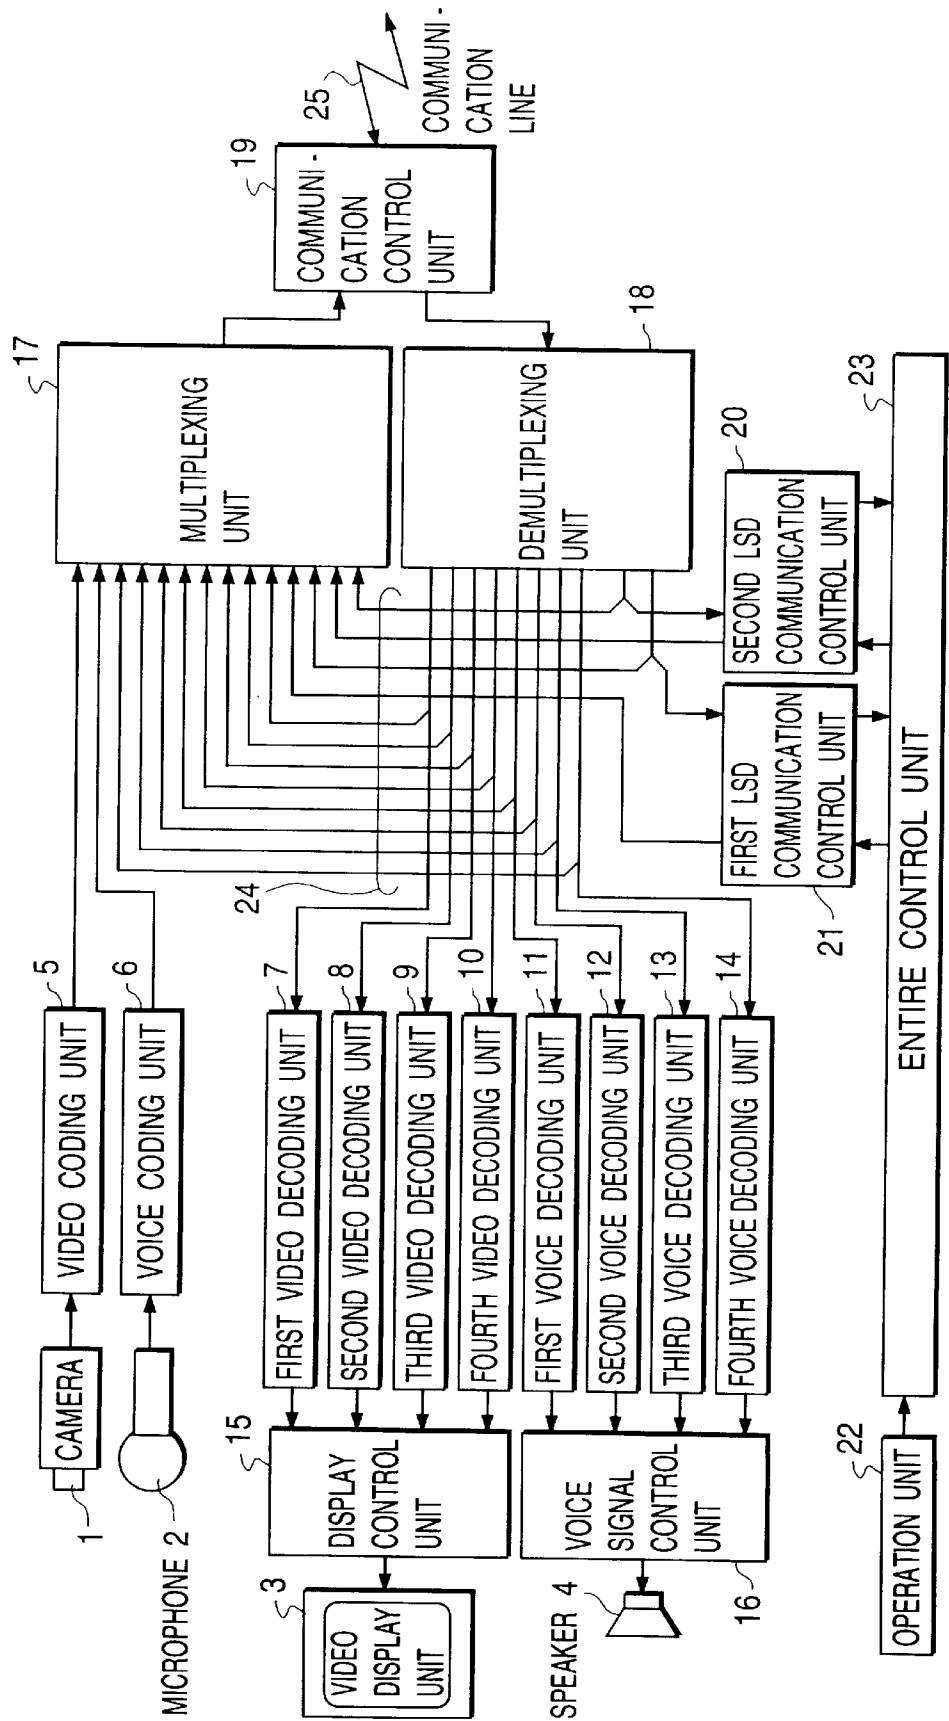 1
CAMERA
5
VIDEO CODING UNIT
MICROPHONE 2
6
VOICE CODING UNIT
17
MULTIPLEXING
UNIT
19
COMMUNI -
CATION
CONTROL
UNIT
25
COMMUNI -
CATION
LINE
24
3
VIDEO
DISPLAY
UNIT
15
DISPLAY
CONTROL
UNIT
FIRST VIDEO DECODING UNIT
7
SECOND VIDEO DECODING UNIT
8
THIRD VIDEO DECODING UNIT
9
FOURTH VIDEO DECODING UNIT
10
SPEAKER 4
VOICE
SIGNAL
CONTROL
UNIT
16
FIRST VOICE DECODING UNIT
11
SECOND VOICE DECODING UNIT
12
THIRD VOICE DECODING UNIT
13
FOURTH VOICE DECODING UNIT
14
DEMULTIPLEXING
UNIT
18
FIRST LSD
COMMUNICATION
CONTROL UNIT
21
SECOND LSD
COMMUNICATION
CONTROL UNIT
20
22
OPERATION UNIT
ENTIRE CONTROL UNIT
23